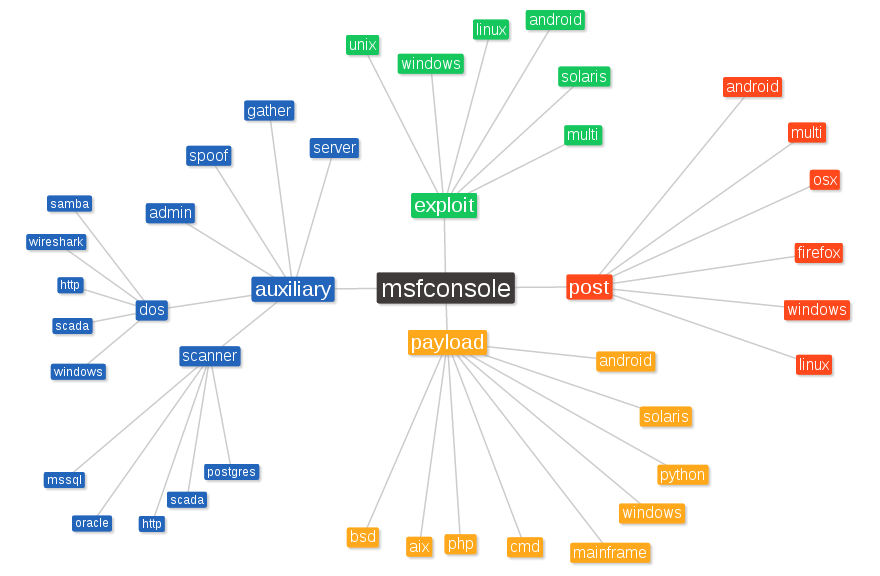 android
linux
unix
windows
solaris
android
gather
multi
multi
server
spoof
osx
samba
admin
exploit
wireshark
firefox
http
auxiliary
msfconsole
post
dos
windows
scada
payload
scanner
android
linux
windows
solaris
postgres
python
mssql
scada
windows
oracle
http
bsd
aix
php
cmd
mainframe